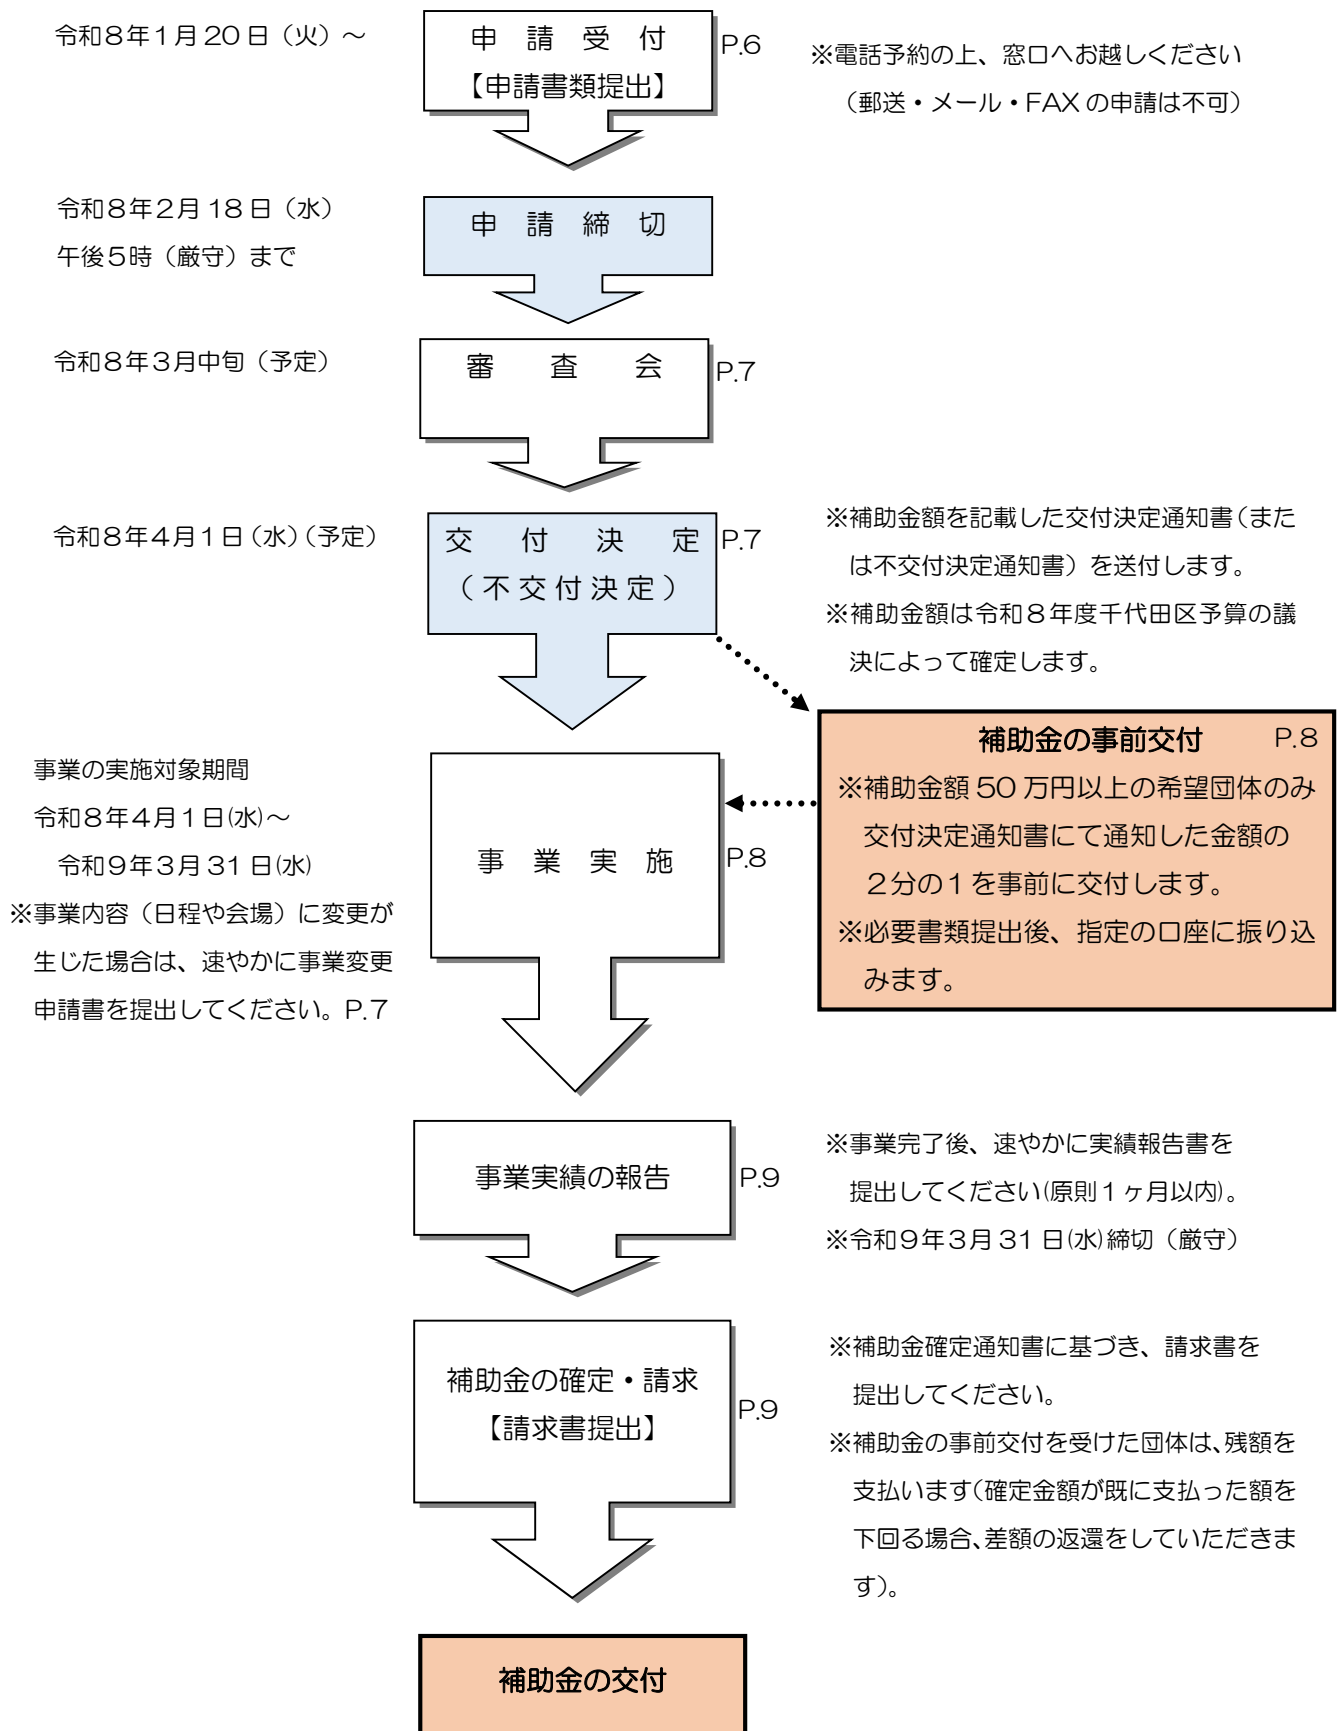 令和８年１月20日（火）～
申請受付
【申請書類提出】
P.6
※電話予約の上、窓口へお越しください
（郵送・メール・FAXの申請は不可）
令和８年２月18日（水）
午後５時（厳守）まで
申請締切
令和８年３月中旬（予定）
審査会
P.7
令和８年４月１日（水）（予定）
交付決定
（不交付決定）
P.7
※補助金額を記載した交付決定通知書（また
は不交付決定通知書）を送付します。
※補助金額は令和８年度千代田区予算の議
決によって確定します。
補助金の事前交付 P.8
※補助金額50万円以上の希望団体のみ
交付決定通知書にて通知した金額の
２分の１を事前に交付します。
※必要書類提出後、指定の口座に振り込
みます。
事業の実施対象期間
令和８年４月１日(水)～
令和９年３月31日(水)
※事業内容（日程や会場）に変更が
生じた場合は、速やかに事業変更
申請書を提出してください。P.7
事業実施
P.8
事業実績の報告
P.9
※事業完了後、速やかに実績報告書を
提出してください(原則１ヶ月以内)。
※令和９年３月31日(水)締切（厳守）
補助金の確定・請求
【請求書提出】
P.9
※補助金確定通知書に基づき、請求書を
提出してください。
※補助金の事前交付を受けた団体は、残額を
支払います（確定金額が既に支払った額を
下回る場合、差額の返還をしていただきま
す）。
補助金の交付